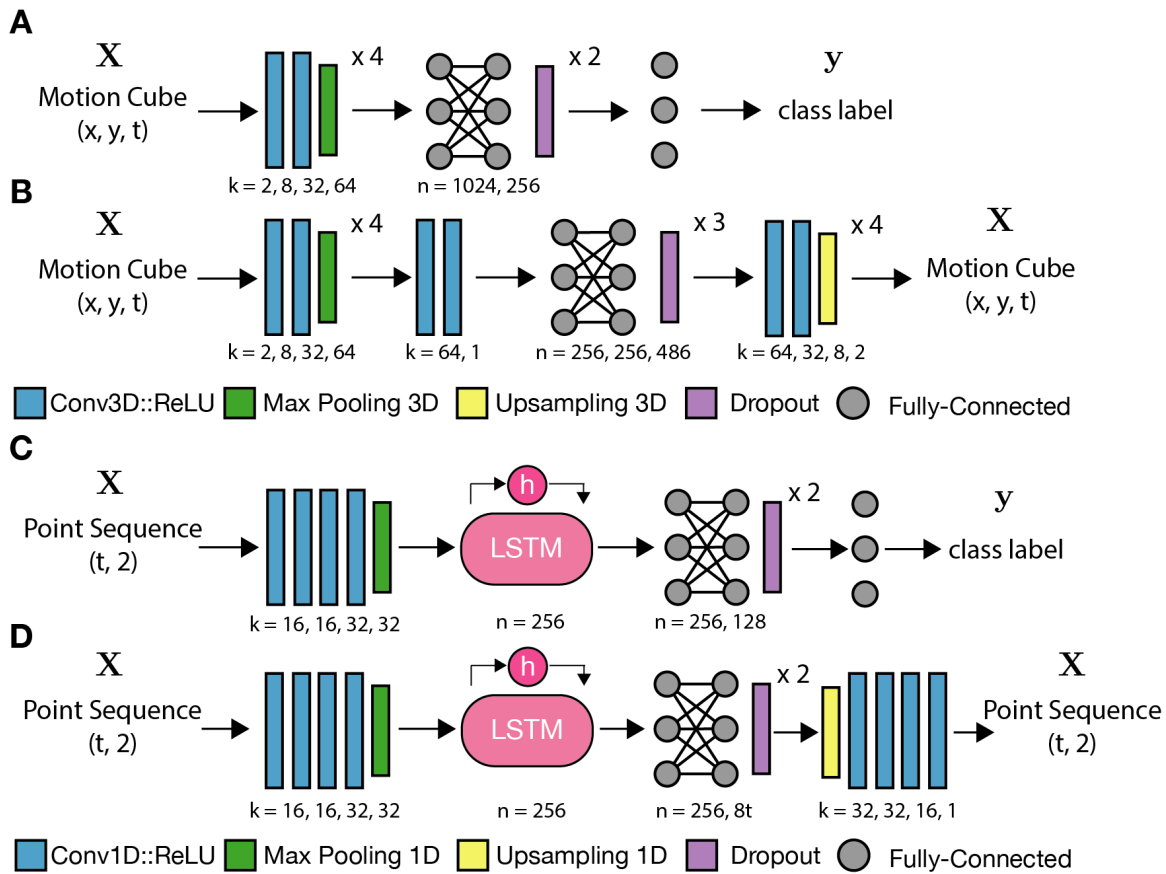 A
X
Motion Cube
(x, y, t)
x 4
k = 2, 8, 32, 64
x 2
n = 1024, 256
y
class label
B
X
Motion Cube
(x, y, t)
x 4
k = 2, 8, 32, 64
k = 64, 1
x 3
n = 256, 256, 486
x 4
k = 64, 32, 8, 2
X
Motion Cube
(x, y, t)
Conv3D::ReLU Max Pooling 3D Upsampling 3D Dropout Fully-Connected
C
X
Point Sequence
(t, 2)
k = 16, 16, 32, 32
h
LSTM
n = 256
x 2
n = 256, 128
y
class label
D
X
Point Sequence
(t, 2)
k = 16, 16, 32, 32
h
LSTM
n = 256
x 2
n = 256, 8t
k = 32, 32, 16, 1
X
Point Sequence
(t, 2)
Conv1D::ReLU Max Pooling 1D Upsampling 1D Dropout Fully-Connected